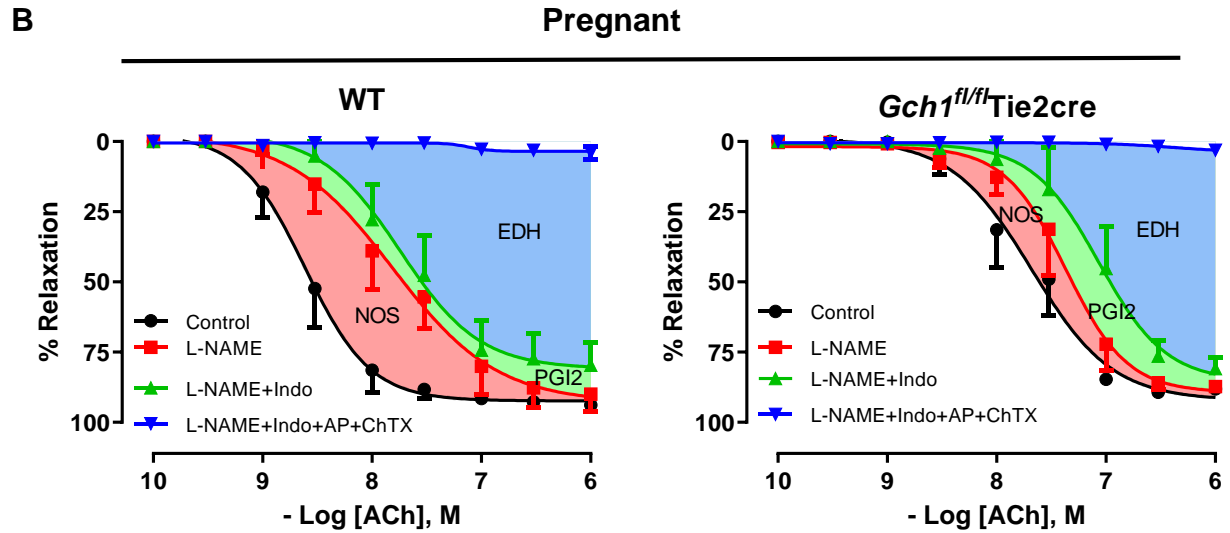 B
Pregnant
WT
0
25
50
75
100
% Relaxation
EDH
NOS
PGI2
Control
L-NAME
L-NAME+Indo
L-NAME+Indo+AP+ChTX
10 9 8 7 6
- Log [ACh], M
Gch1fl/flTie2cre
0
25
50
75
100
% Relaxation
NOS
EDH
PGI2
Control
L-NAME
L-NAME+Indo
L-NAME+Indo+AP+ChTX
10 9 8 7 6
- Log [ACh], M